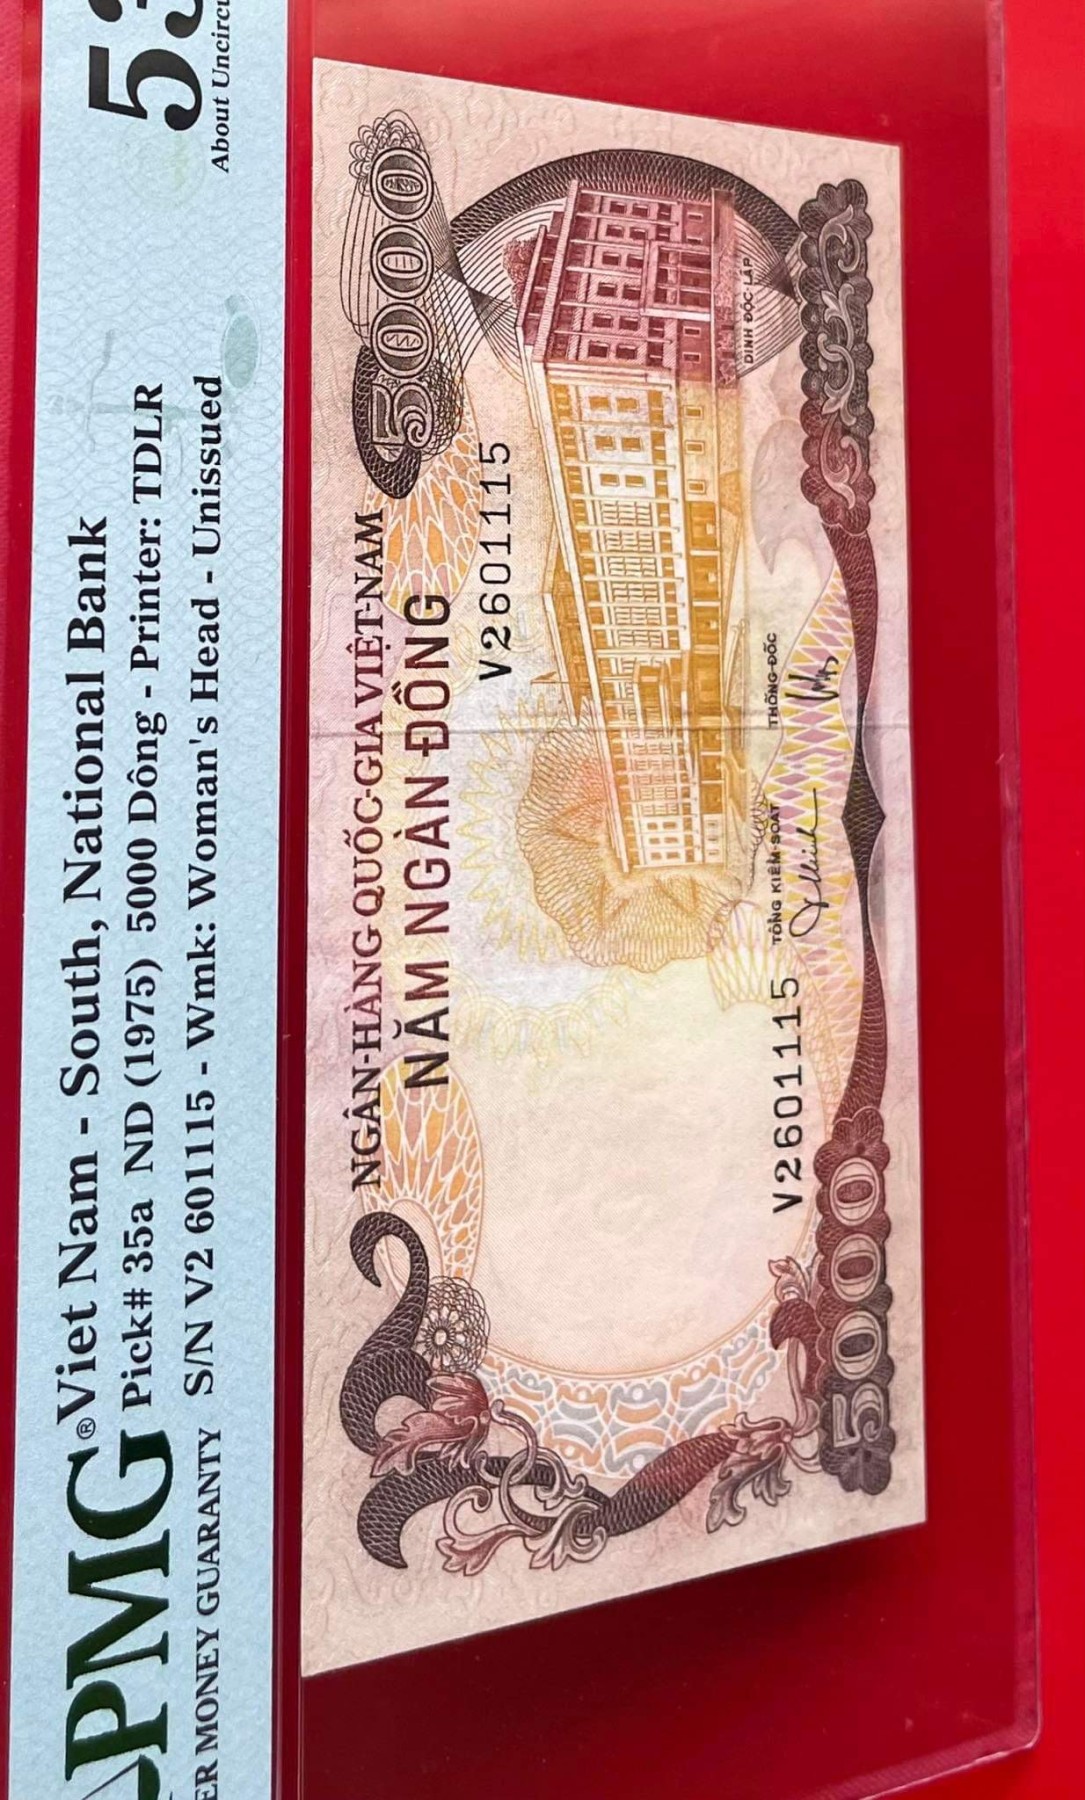 PMG®
ER MONEY GUARANTY
Viet Nam - South, National Bank
Pick# 35a ND (1975) 5000 Dông - Printer: TDLR
S/N V2 601115 - Wmk: Woman's Head - Unissued
53
About Uncircu
NGÂN-HÀNG QUỐC-GIA VIỆT-NAM
5000
NĂM NGÀN ĐỒNG
V2601115
DINH ĐỘC-LẬP
TỔNG KIỂM-SOÁT
THỐNG-ĐỐC
V2601115
5000